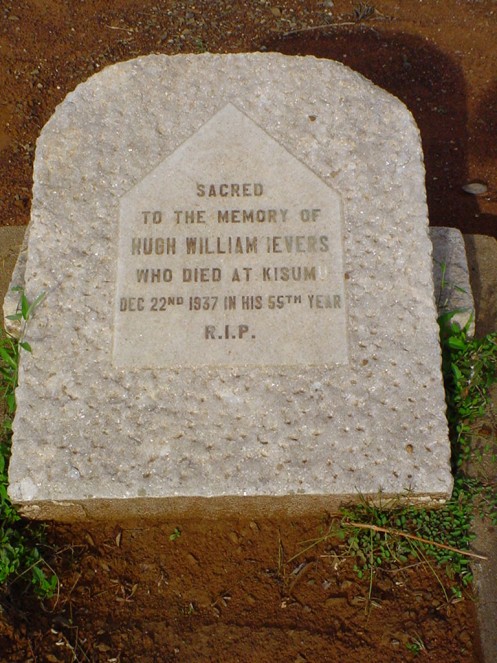 SACRED
TO THE MEMORY OF
HUGH WILLIAM IEVERS
WHO DIED AT KISUMU
DEC 22ND 1937 IN HIS 55TH YEAR
R.I.P.